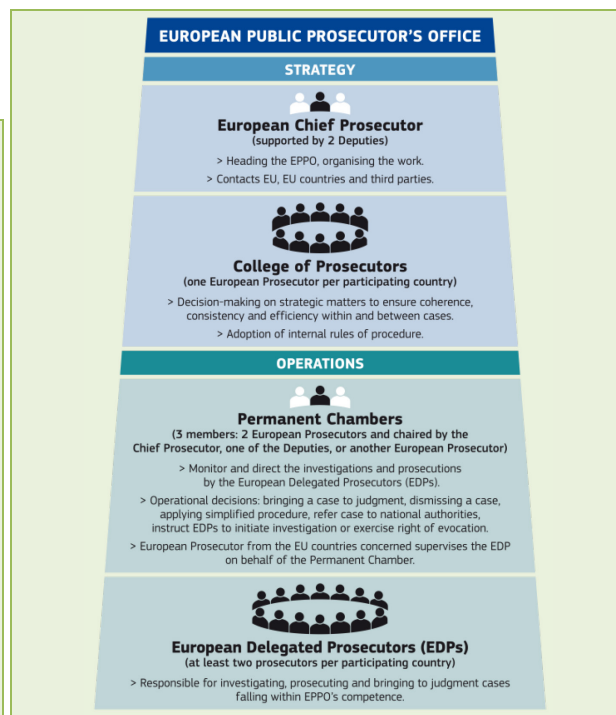 EUROPEAN PUBLIC PROSECUTOR'S OFFICE
STRATEGY
European Chief Prosecutor
(supported by 2 Deputies)
> Heading the EPPO, organising the work.
> Contacts EU, EU countries and third parties.
College of Prosecutors
(one European Prosecutor per participating country)
> Decision-making on strategic matters to ensure coherence,
consistency and efficiency within and between cases.
> Adoption of internal rules of procedure.
OPERATIONS
Permanent Chambers
(3 members: 2 European Prosecutors and chaired by the
Chief Prosecutor, one of the Deputies, or another European Prosecutor)
> Monitor and direct the investigations and prosecutions
by the European Delegated Prosecutors (EDPs).
> Operational decisions: bringing a case to judgment, dismissing a case,
applying simplified procedure, refer case to national authorities,
instruct EDPs to initiate investigation or exercise right of evocation.
> European Prosecutor from the EU countries concerned supervises the EDP
on behalf of the Permanent Chamber.
European Delegated Prosecutors (EDPs)
(at least two prosecutors per participating country)
> Responsible for investigating, prosecuting and bringing to judgment cases
falling within EPPO's competence.